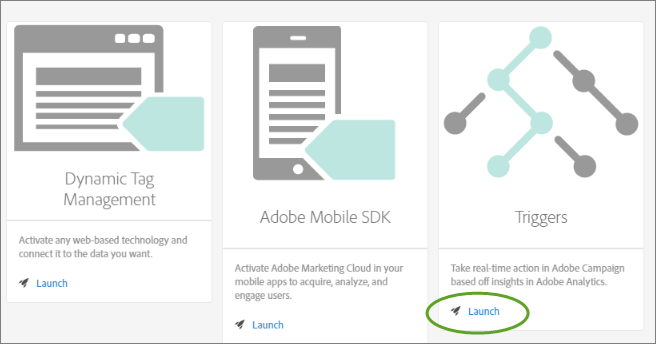 Dynamic Tag
Management
Activate any web-based technology and
connect it to the data you want.
Launch
Adobe Mobile SDK
Activate Adobe Marketing Cloud in your
mobile apps to acquire, analyze, and
engage users.
Launch
Triggers
Take real-time action in Adobe Campaign
based off insights in Adobe Analytics.
Launch